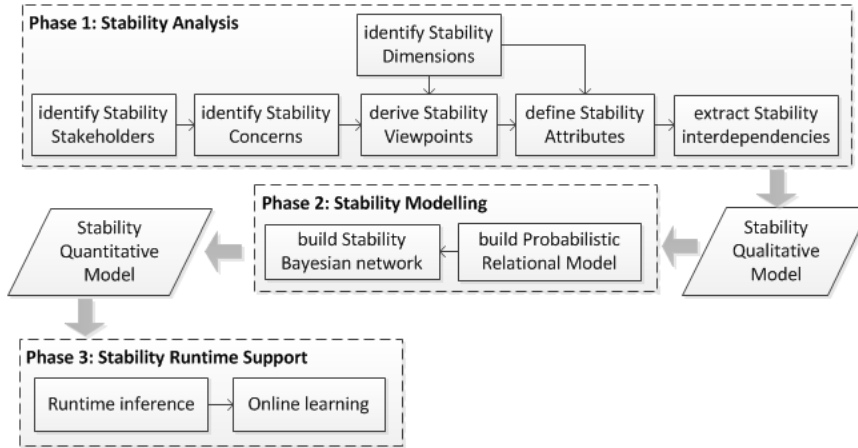 Phase 1: Stability Analysis
identify Stability
Dimensions
identify Stability
Stakeholders
identify Stability
Concerns
derive Stability
Viewpoints
define Stability
Attributes
extract Stability
interdependencies
Phase 2: Stability Modelling
Stability
Quantitative
Model
build Stability
Bayesian network
build Probabilistic
Relational Model
Stability
Qualitative
Model
Phase 3: Stability Runtime Support
Runtime inference
Online learning